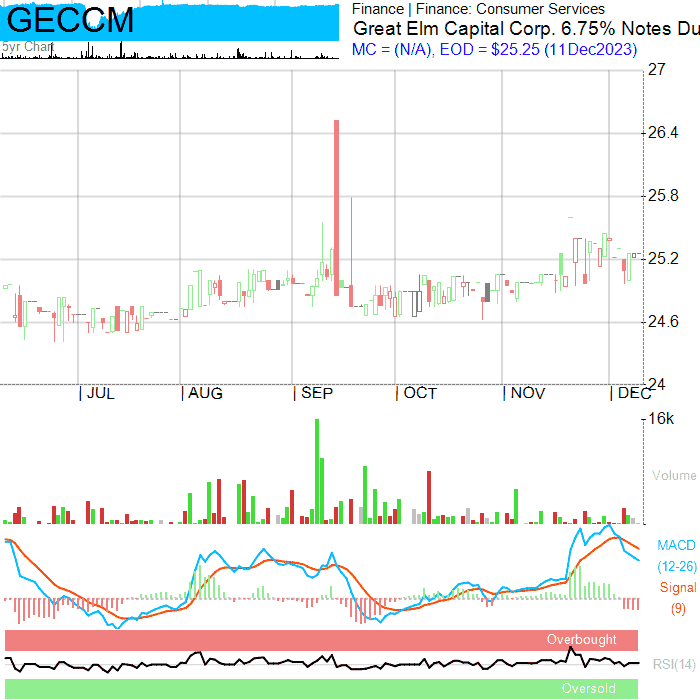 GECCM
5yr Chart
Finance | Finance: Consumer Services
Great Elm Capital Corp. 6.75% Notes Du
MC = (N/A), EOD = $25.25 (11Dec2023)
27
26.4
25.8
25.2
24.6
24
| JUL
| AUG
| SEP
| OCT
| NOV
| DEC
16k
Volume
MACD
(12-26)
Signal
(9)
Overbought
RSI(14)
Oversold